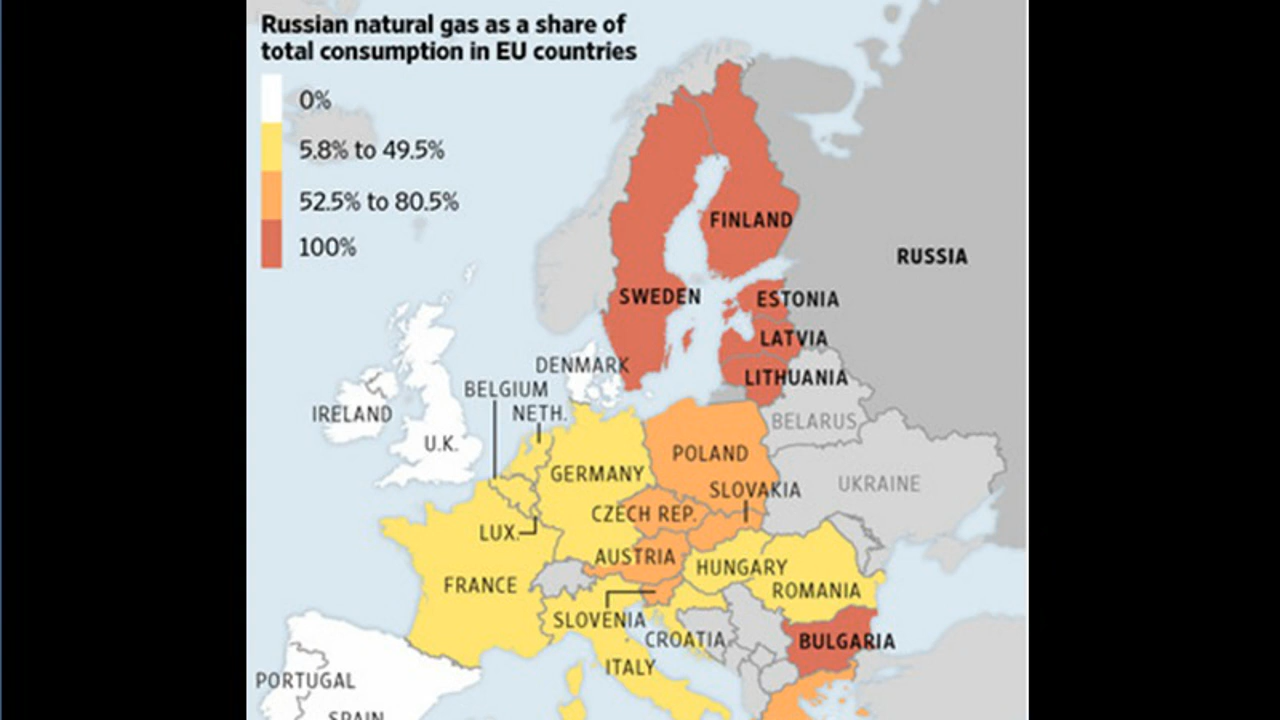 Russian natural gas as a share of
total consumption in EU countries
0%
5.8% to 49.5%
52.5% to 80.5%
100%
FINLAND
RUSSIA
SWEDEN
ESTONIA
LATVIA
DENMARK
LITHUANIA
BELGIUM
NETH.
IRELAND
BELARUS
U.K.
POLAND
GERMANY
SLOVAKIA
UKRAINE
CZECH REP.
LUX.
AUSTRIA
HUNGARY
FRANCE
ROMANIA
SLOVENIA
CROATIA
BULGARIA
ITALY
PORTUGAL
SPAIN